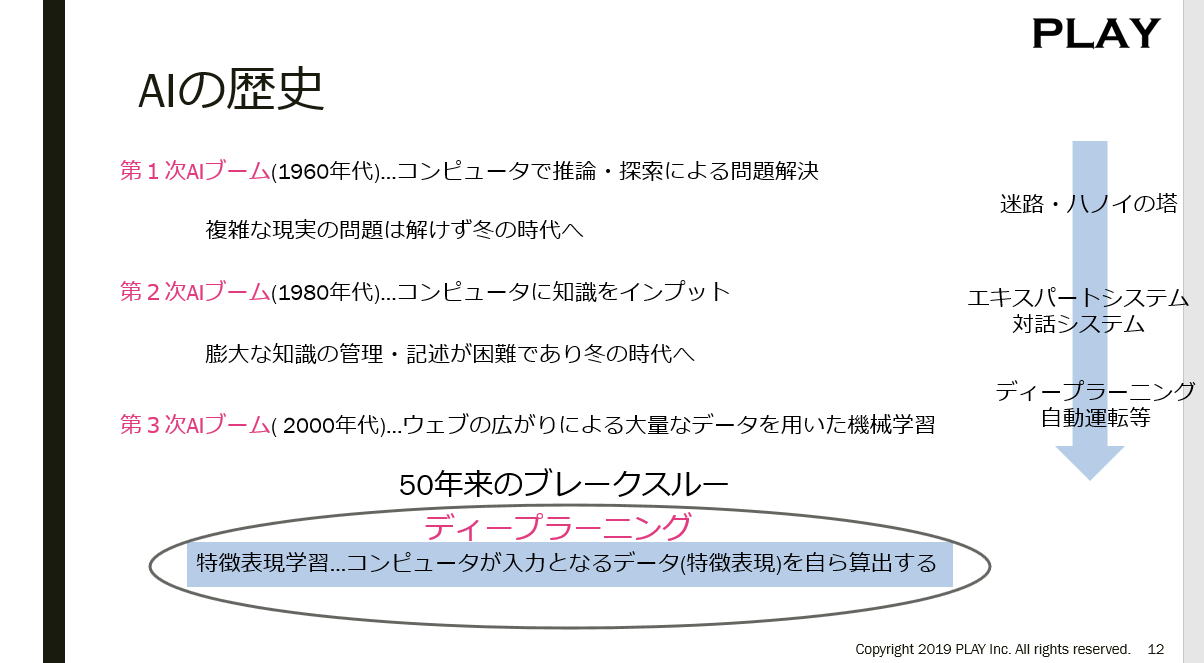 PLAY
AIの歴史
第１次AIブーム(1960年代)…コンピュータで推論・探索による問題解決
複雑な現実の問題は解けず冬の時代へ
第２次AIブーム(1980年代)…コンピュータに知識をインプット
膨大な知識の管理・記述が困難であり冬の時代へ
第３次AIブーム( 2000年代)…ウェブの広がりによる大量なデータを用いた機械学習
迷路・ハノイの塔
エキスパートシステム
対話システム
ディープラーニング
自動運転等
50年来のブレークスルー
ディープラーニング
特徴表現学習…コンピュータが入力となるデータ(特徴表現)を自ら算出する
Copyright 2019 PLAY Inc. All rights reserved. 12